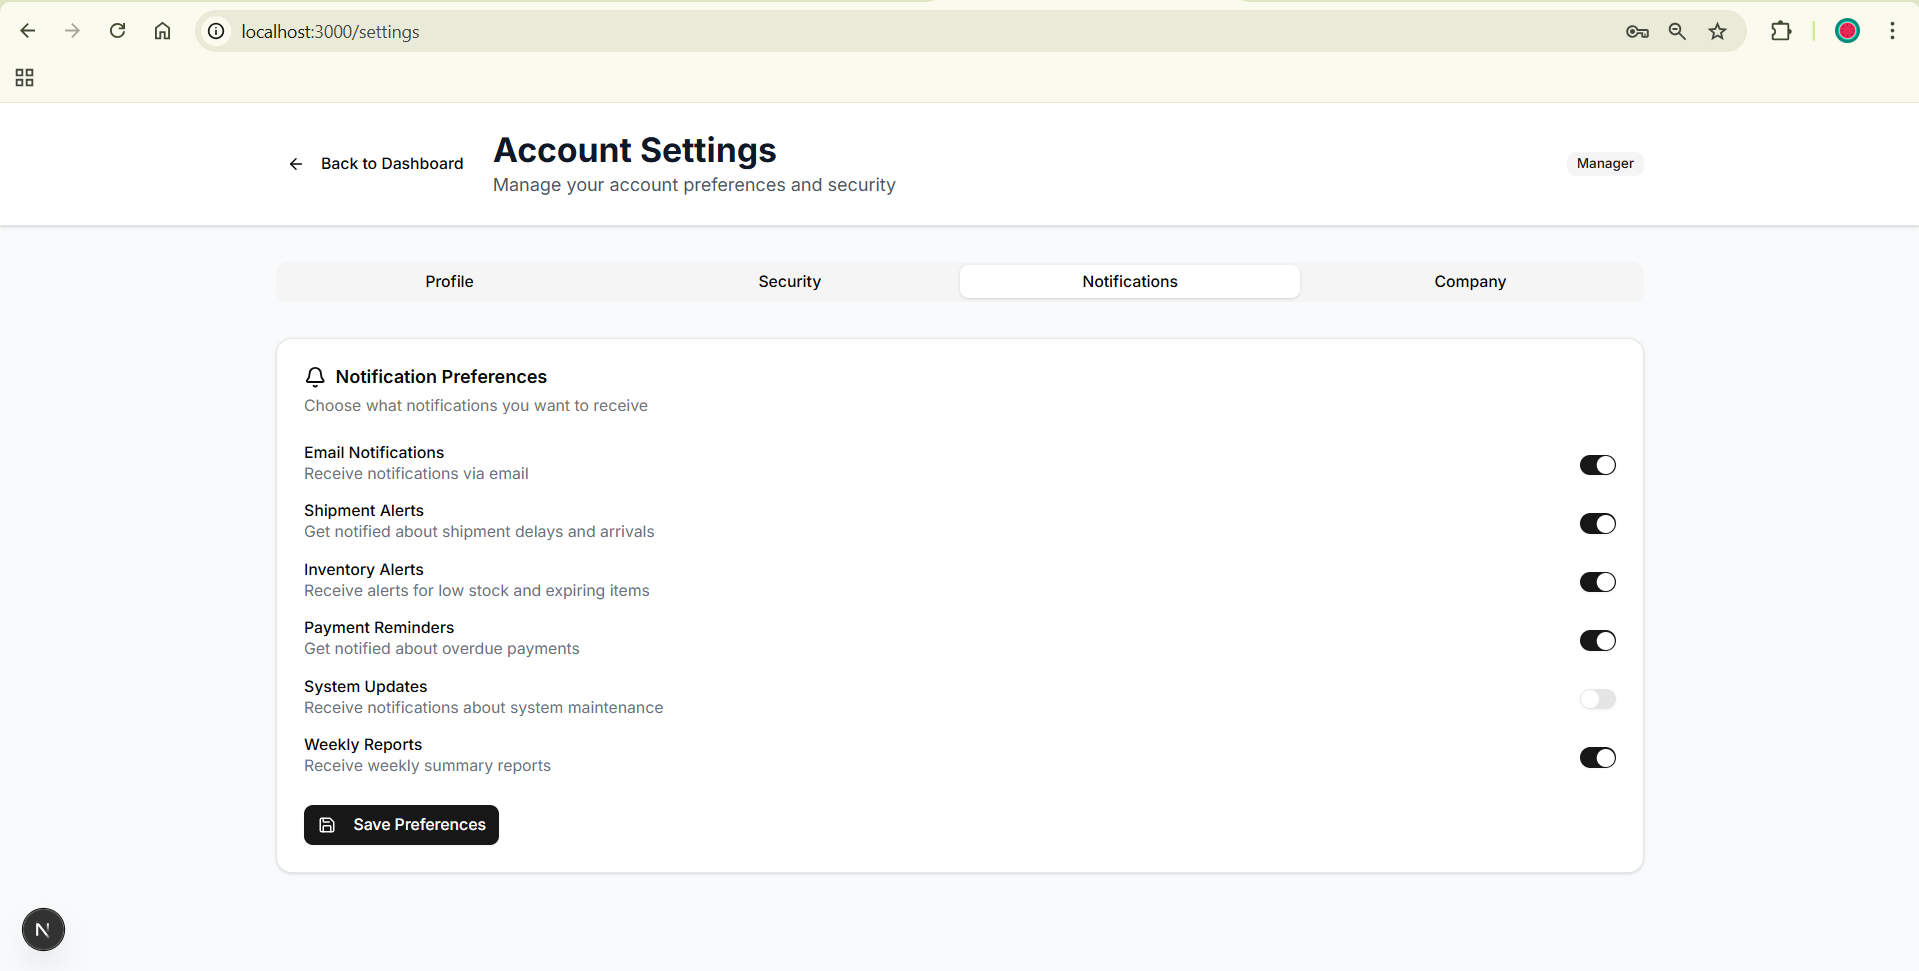 localhost:3000/settings
Back to Dashboard
Account Settings
Manage your account preferences and security
Manager
Profile
Security
Notifications
Company
Notification Preferences
Choose what notifications you want to receive
Email Notifications
Receive notifications via email
Shipment Alerts
Get notified about shipment delays and arrivals
Inventory Alerts
Receive alerts for low stock and expiring items
Payment Reminders
Get notified about overdue payments
System Updates
Receive notifications about system maintenance
Weekly Reports
Receive weekly summary reports
Save Preferences
N